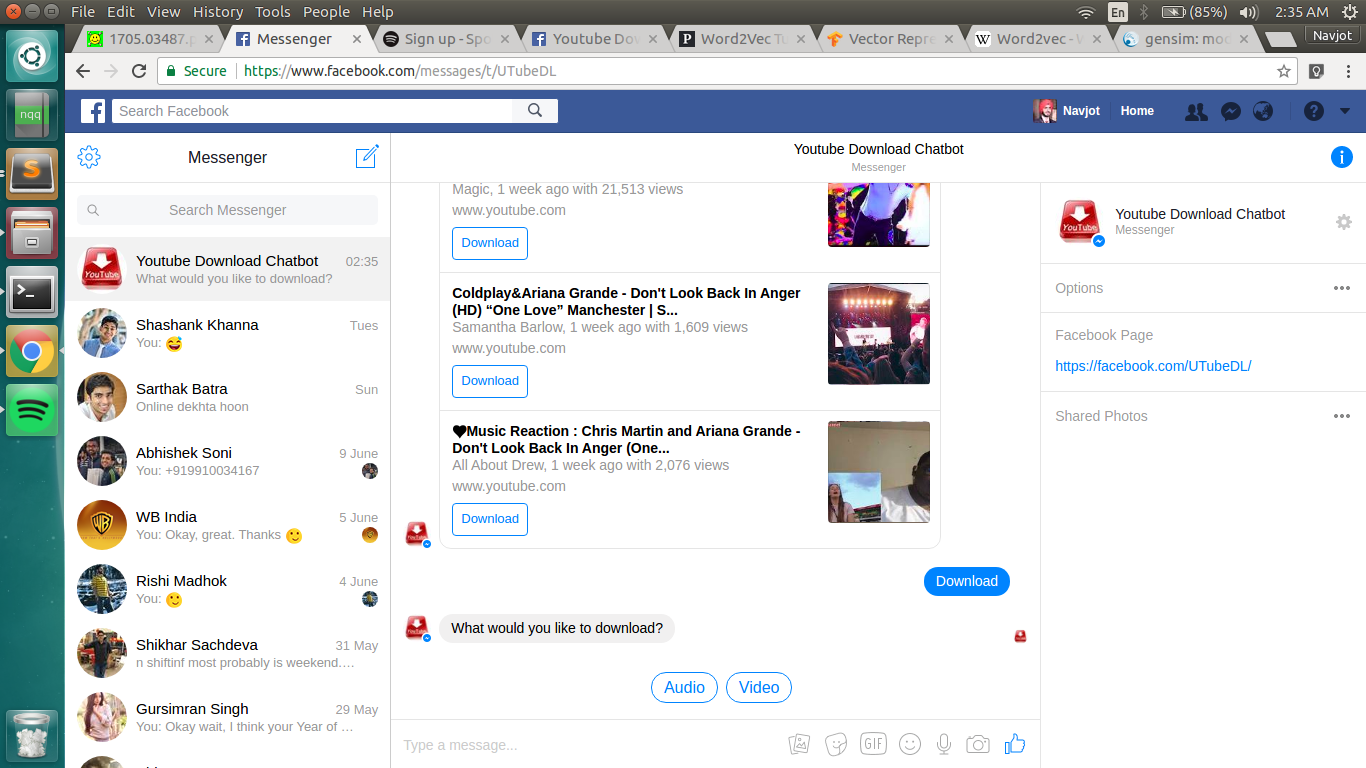 File Edit View History Tools People Help
En
(85%)
2:35 AM
1705.03487.p
Messenger
Sign up - Spo
Youtube Dow
Word2Vec Tu
Vector Repre
Word2vec - W
gensim: mod
Navjot
Secure
https://www.facebook.com/messages/t/UTubeDL
Search Facebook
Navjot
Home
Messenger
Search Messenger
Youtube Download Chatbot
02:35
What would you like to download?
Shashank Khanna
Tues
You: 😅
Sarthak Batra
Sun
Online dekhta hoon
Abhishek Soni
9 June
You: +919910034167
WB India
5 June
You: Okay, great. Thanks 🙂
Rishi Madhok
4 June
You: 🙂
Shikhar Sachdeva
31 May
n shiftinf most probably is weekend.…
Gursimran Singh
29 May
You: Okay wait, I think your Year of …
Youtube Download Chatbot
Messenger
Magic, 1 week ago with 21,513 views
www.youtube.com
Download
Coldplay&Ariana Grande - Don't Look Back In Anger
(HD) “One Love” Manchester | S...
Samantha Barlow, 1 week ago with 1,609 views
www.youtube.com
Download
🖤Music Reaction : Chris Martin and Ariana Grande -
Don't Look Back In Anger (One...
All About Drew, 1 week ago with 2,076 views
www.youtube.com
Download
Download
What would you like to download?
Audio
Video
Type a message...
GIF
Youtube Download Chatbot
Messenger
Options
Facebook Page
https://facebook.com/UTubeDL/
Shared Photos
nqq
YouTube
WB